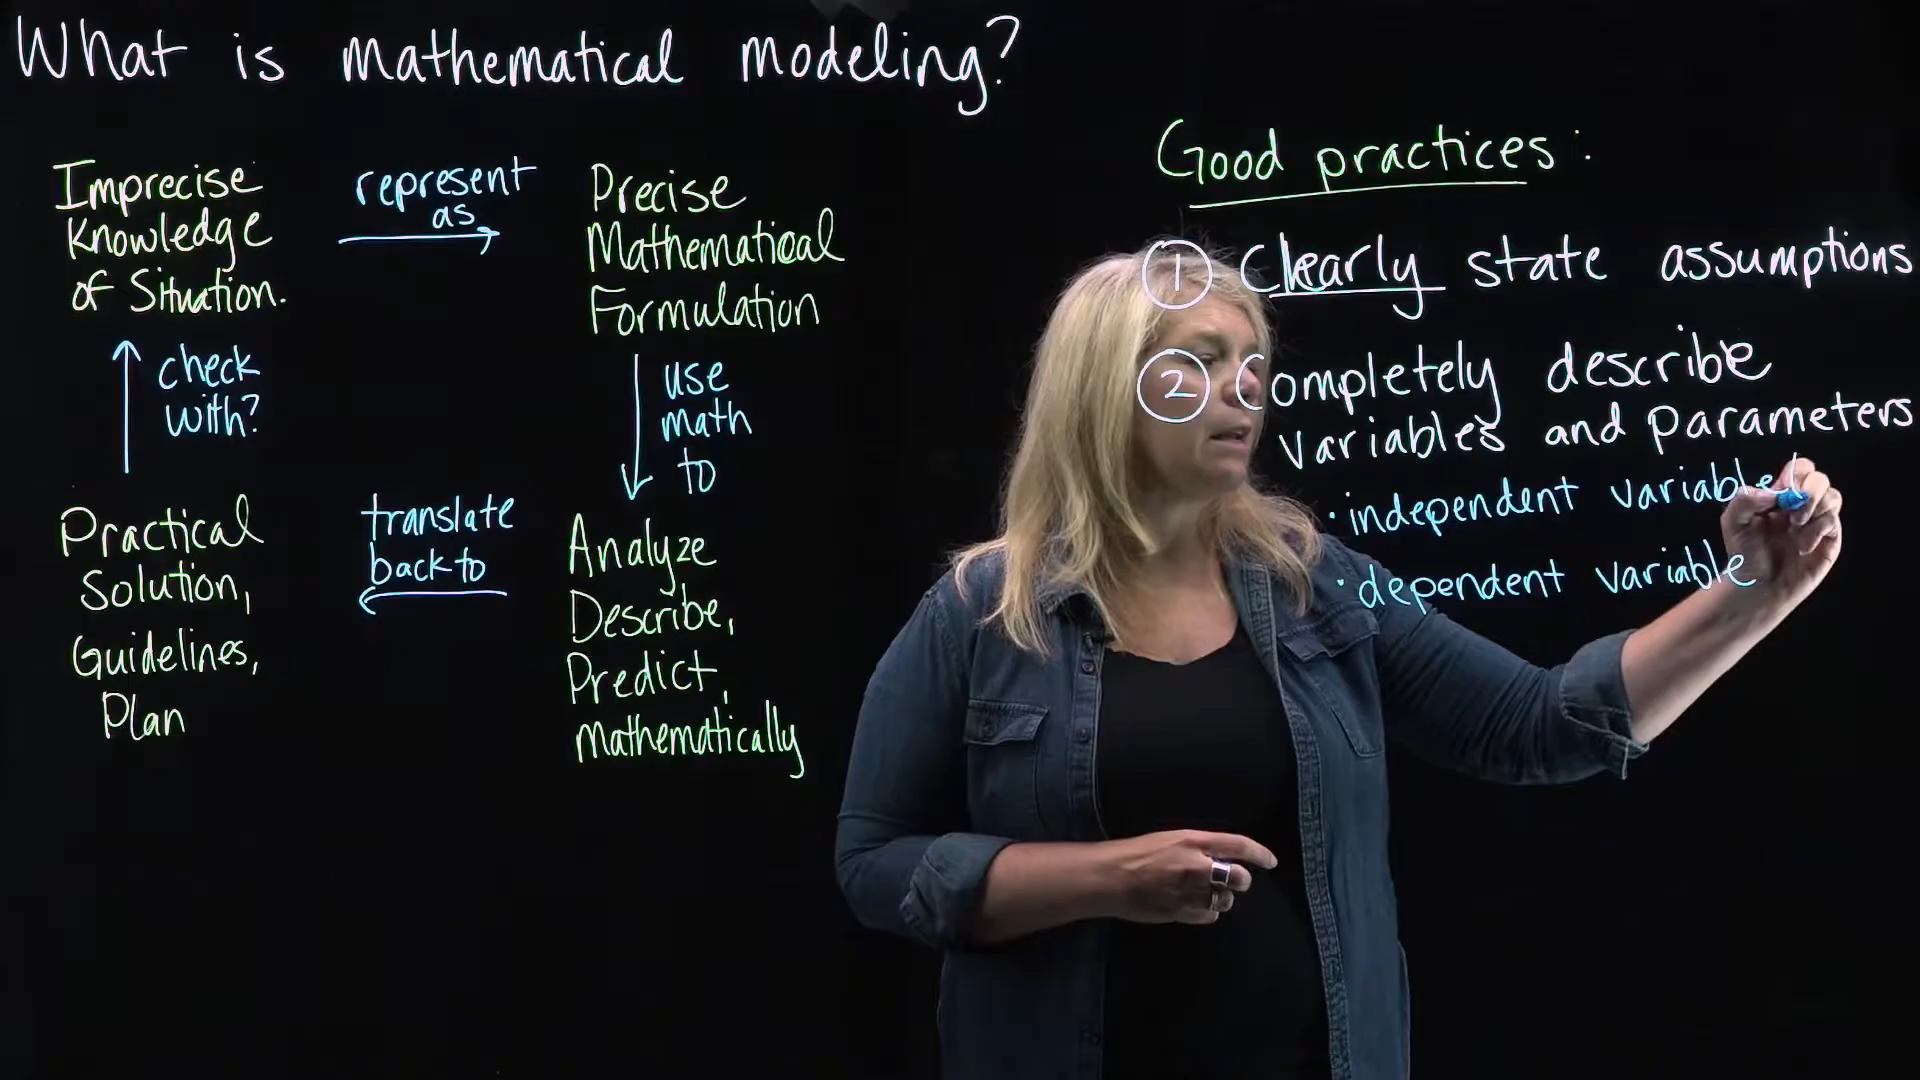 What is mathematical modeling?
Imprecise
Knowledge
of Situation.
represent
as
Precise
Mathematical
Formulation
check
with?
use
math
to
Practical
Solution,
Guidelines,
Plan
translate
back to
Analyze
Describe,
Predict,
mathematically
Good practices:
① Clearly state assumptions
② Completely describe
variables and parameters
· independent variable(
· dependent variable